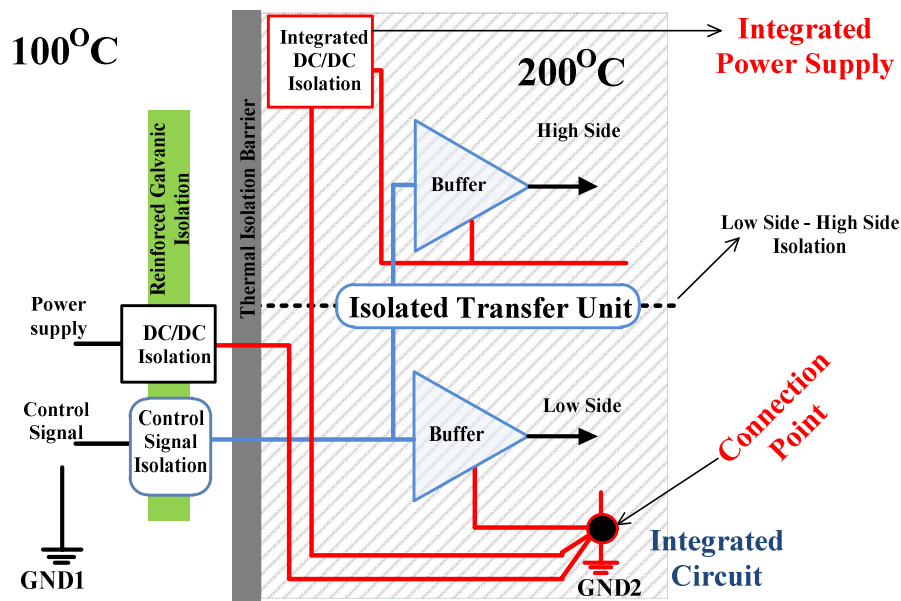 100OC
Integrated
DC/DC
Isolation
200OC
Integrated
Power Supply
High Side
Buffer
Reinforced Galvanic
Isolation
Thermal Isolation Barrier
Low Side - High Side
Isolation
Isolated Transfer Unit
Power
supply
DC/DC
Isolation
Control
Signal
Control
Signal
Isolation
Buffer
Low Side
Connection
Point
GND1
GND2
Integrated
Circuit